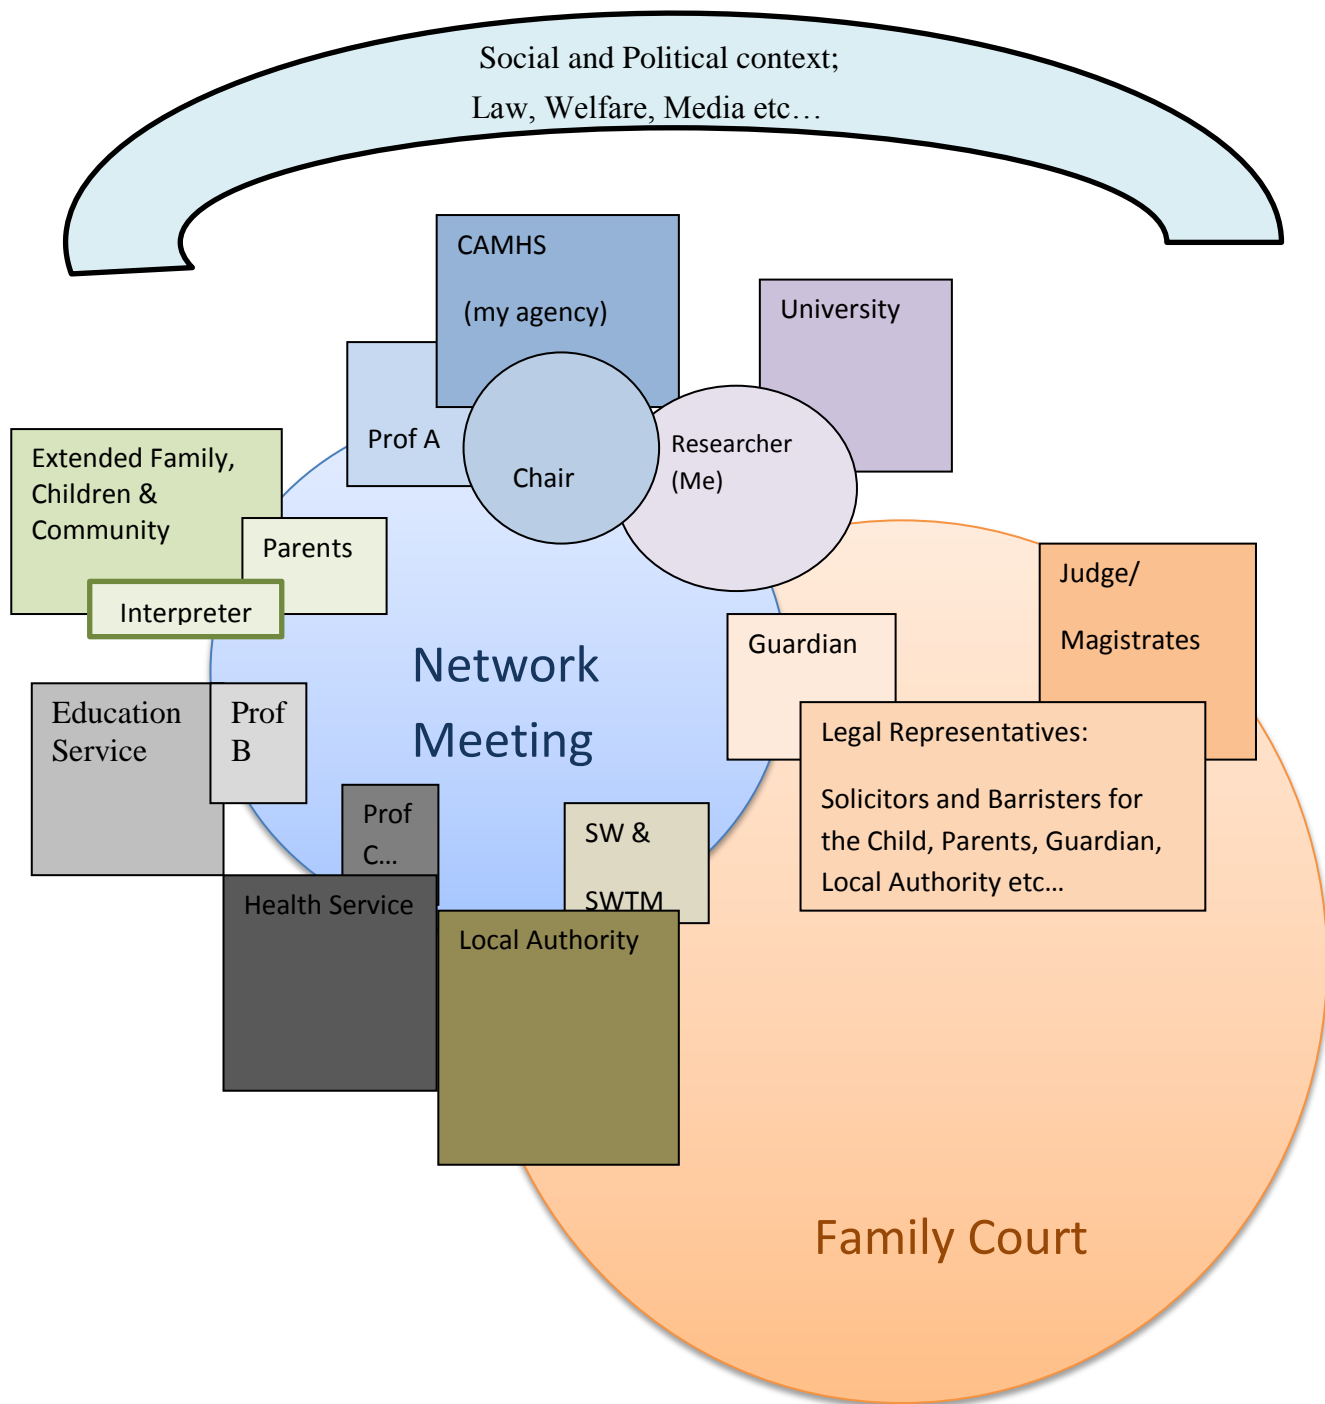 Social and Political context;
Law, Welfare, Media etc…
CAMHS
(my agency)
University
Prof A
Chair
Researcher
(Me)
Extended Family,
Children &
Community
Parents
Interpreter
Judge/
Magistrates
Guardian
Network
Meeting
Education
Service
Prof
B
Legal Representatives:
Solicitors and Barristers for
the Child, Parents, Guardian,
Local Authority etc…
Prof
C…
SW &
SWTM
Health Service
Local Authority
Family Court